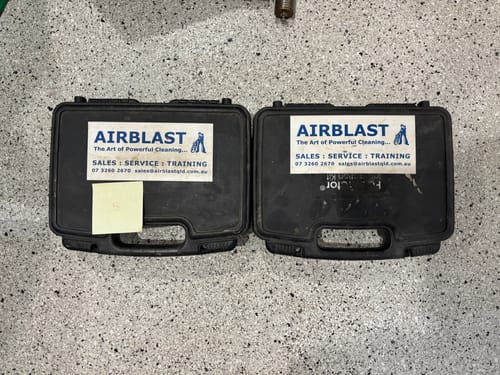 AIRBLAST
The Art of Powerful Cleaning...
SALES : SERVICE : TRAINING
07 3260 2670 sales@airblastqld.com.au
AIRBLAST
The Art of Powerful Cleaning...
SALES : SERVICE : TRAINING
07 3260 2670 sales@airblastqld.com.au